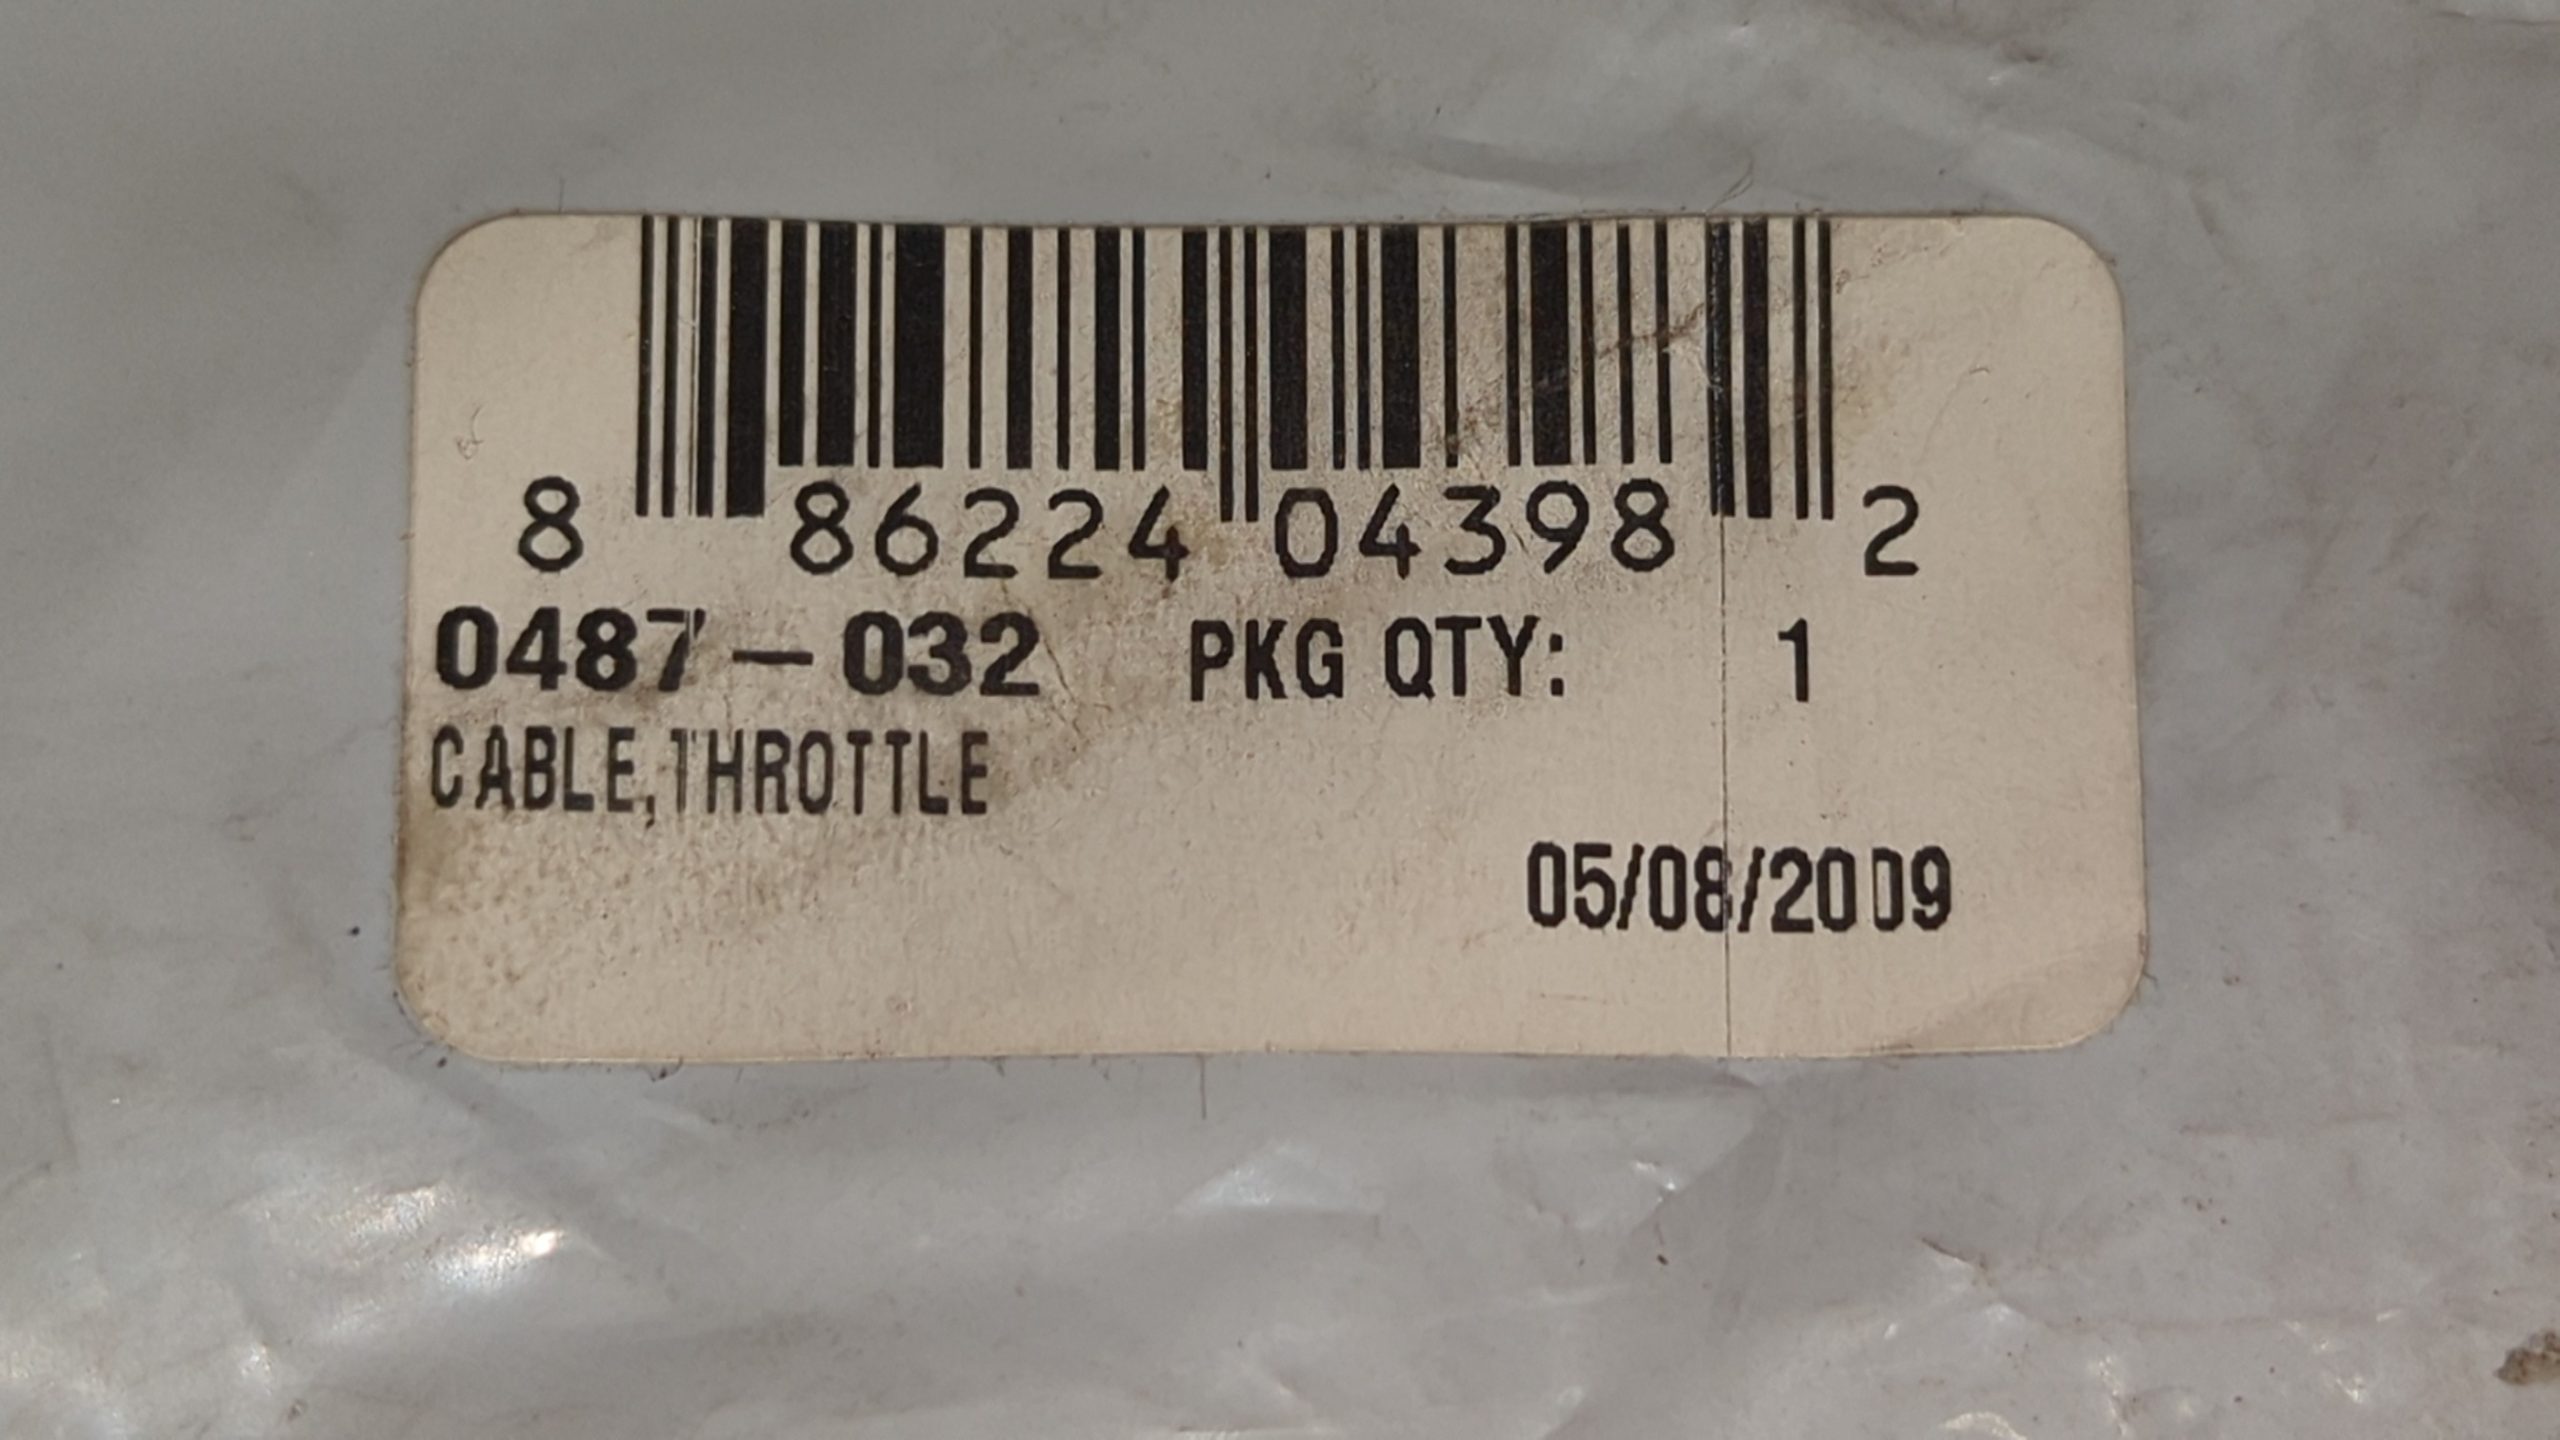 8 86224 04398 2
0487-032 PKG QTY: 1
CABLE,THROTTLE
05/08/2009